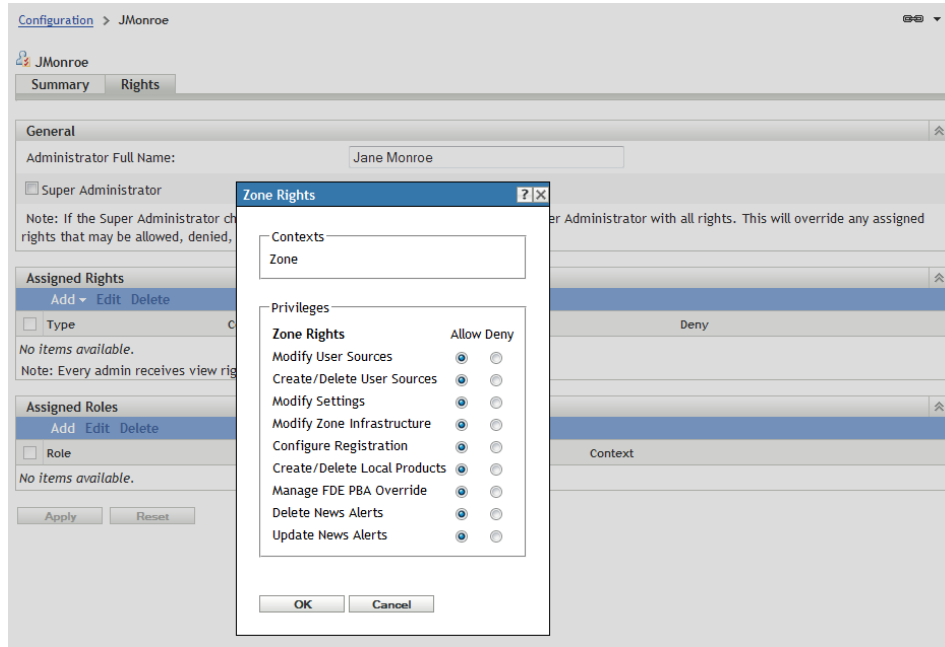 Configuration > JMonroe
JMonroe
Summary Rights
General
Administrator Full Name: Jane Monroe
Super Administrator
Note: If the Super Administrator ch
er Administrator with all rights. This will override any assigned
rights that may be allowed, denied,
Assigned Rights
Add Edit Delete
Type C Deny
No items available.
Note: Every admin receives view rig
Assigned Roles
Add Edit Delete
Role Context
No items available.
Apply Reset
Zone Rights ? X
Contexts
Zone
Privileges
Zone Rights Allow Deny
Modify User Sources
Create/Delete User Sources
Modify Settings
Modify Zone Infrastructure
Configure Registration
Create/Delete Local Products
Manage FDE PBA Override
Delete News Alerts
Update News Alerts
OK Cancel